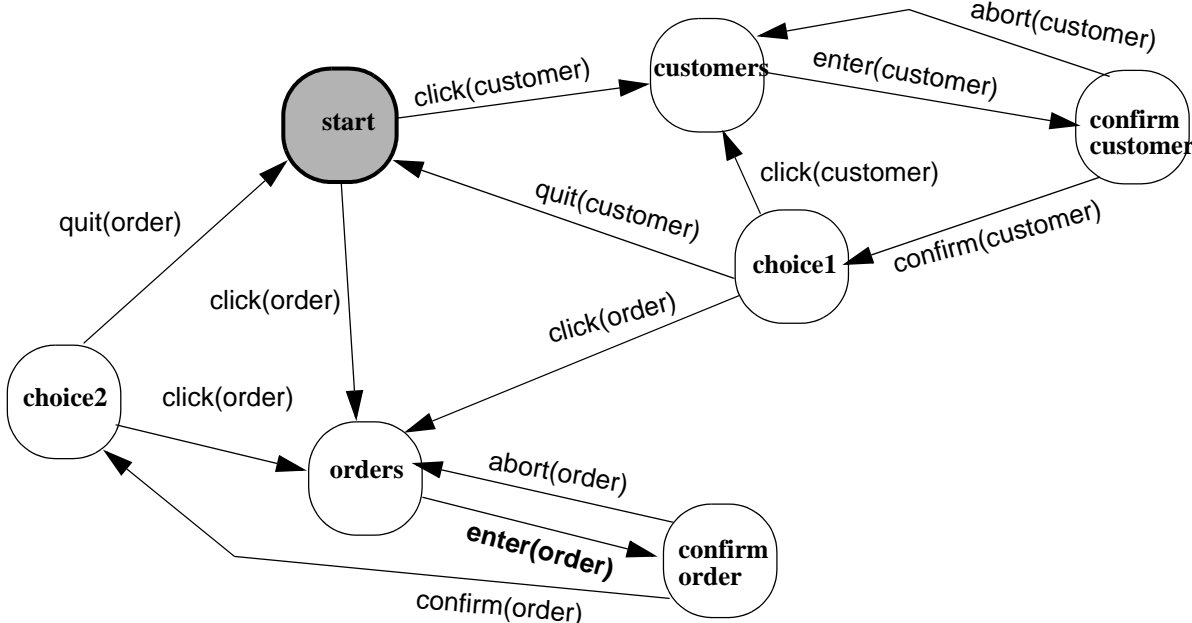 abort(customer)
customers
enter(customer)
click(customer)
start
confirm
customer
click(customer)
quit(customer)
quit(order)
confirm(customer)
choice1
click(order)
click(order)
choice2
click(order)
orders
abort(order)
enter(order)
confirm
order
confirm(order)